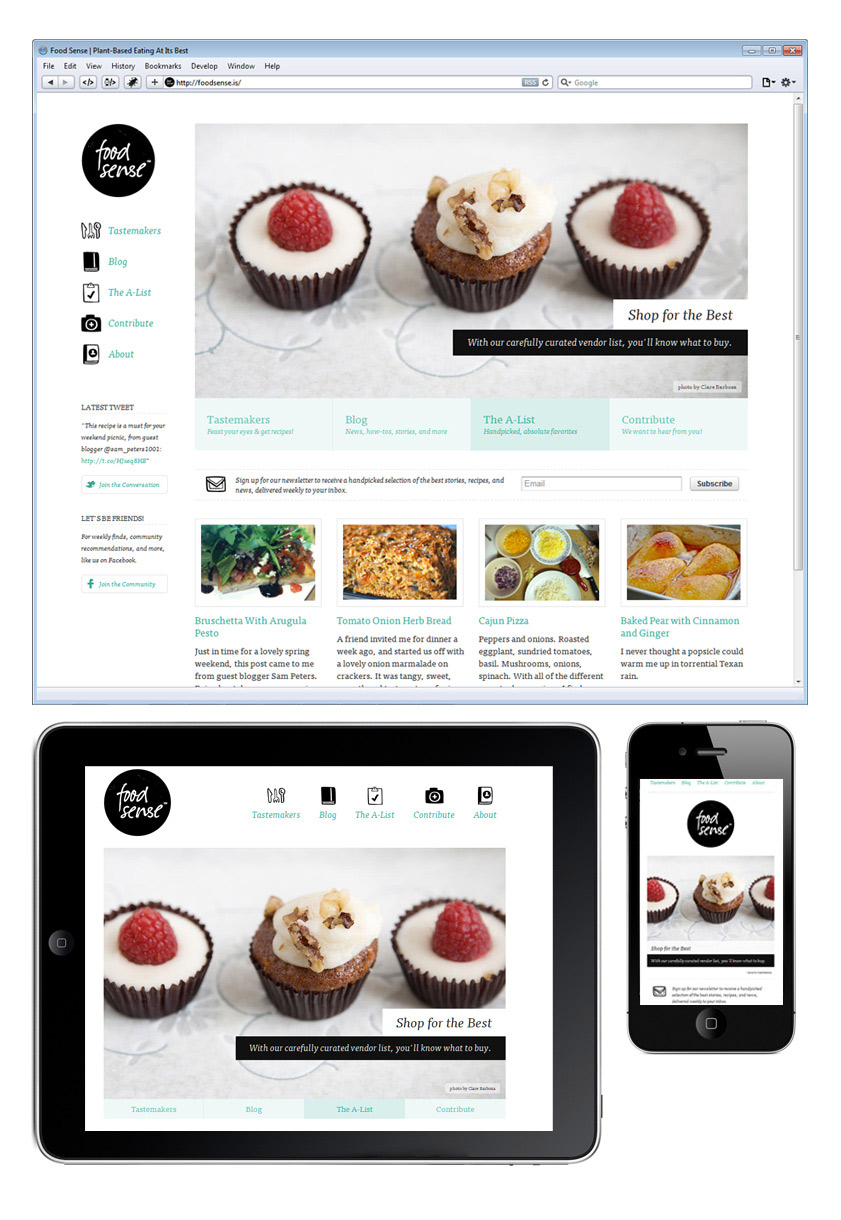 Food Sense | Plant-Based Eating At Its Best
File Edit View History Bookmarks Develop Window Help
http://foodsense.is/
RSS
Google
food
sense™
Tastemakers
Blog
The A-List
Contribute
About
LATEST TWEET
"This recipe is a must for your
weekend picnic, from guest
blogger @sam_peters1001:
Join the Conversation
LET'S BE FRIENDS!
For weekly finds, community
recommendations, and more,
like us on Facebook.
Join the Community
Shop for the Best
With our carefully curated vendor list, you'll know what to buy.
photo by Clare Barboza
Tastemakers
Feast your eyes & get recipes!
Blog
News, how-tos, stories, and more
The A-List
Handpicked, absolute favorites
Contribute
We want to hear from you!
Sign up for our newsletter to receive a handpicked selection of the best stories, recipes, and
news, delivered weekly to your inbox.
Email
Subscribe
Bruschetta With Arugula
Pesto
Just in time for a lovely spring
weekend, this post came to me
from guest blogger Sam Peters.
Tomato Onion Herb Bread
A friend invited me for dinner a
week ago, and started us off with
a lovely onion marmalade on
crackers. It was tangy, sweet,
Cajun Pizza
Peppers and onions. Roasted
eggplant, sundried tomatoes,
basil. Mushrooms, onions,
spinach. With all of the different
Baked Pear with Cinnamon
and Ginger
I never thought a popsicle could
warm me up in torrential Texan
rain.
food
sense™
Tastemakers
Blog
The A-List
Contribute
About
Shop for the Best
With our carefully curated vendor list, you'll know what to buy.
photo by Clare Barboza
Tastemakers
Blog
The A-List
Contribute
Tastemakers Blog The A-List Contribute About
food
sense™
Shop for the Best
With our carefully curated vendor list, you'll know what to buy.
Sign up for our newsletter to receive a handpicked
selection of the best stories, recipes, and news,
delivered weekly to your inbox.